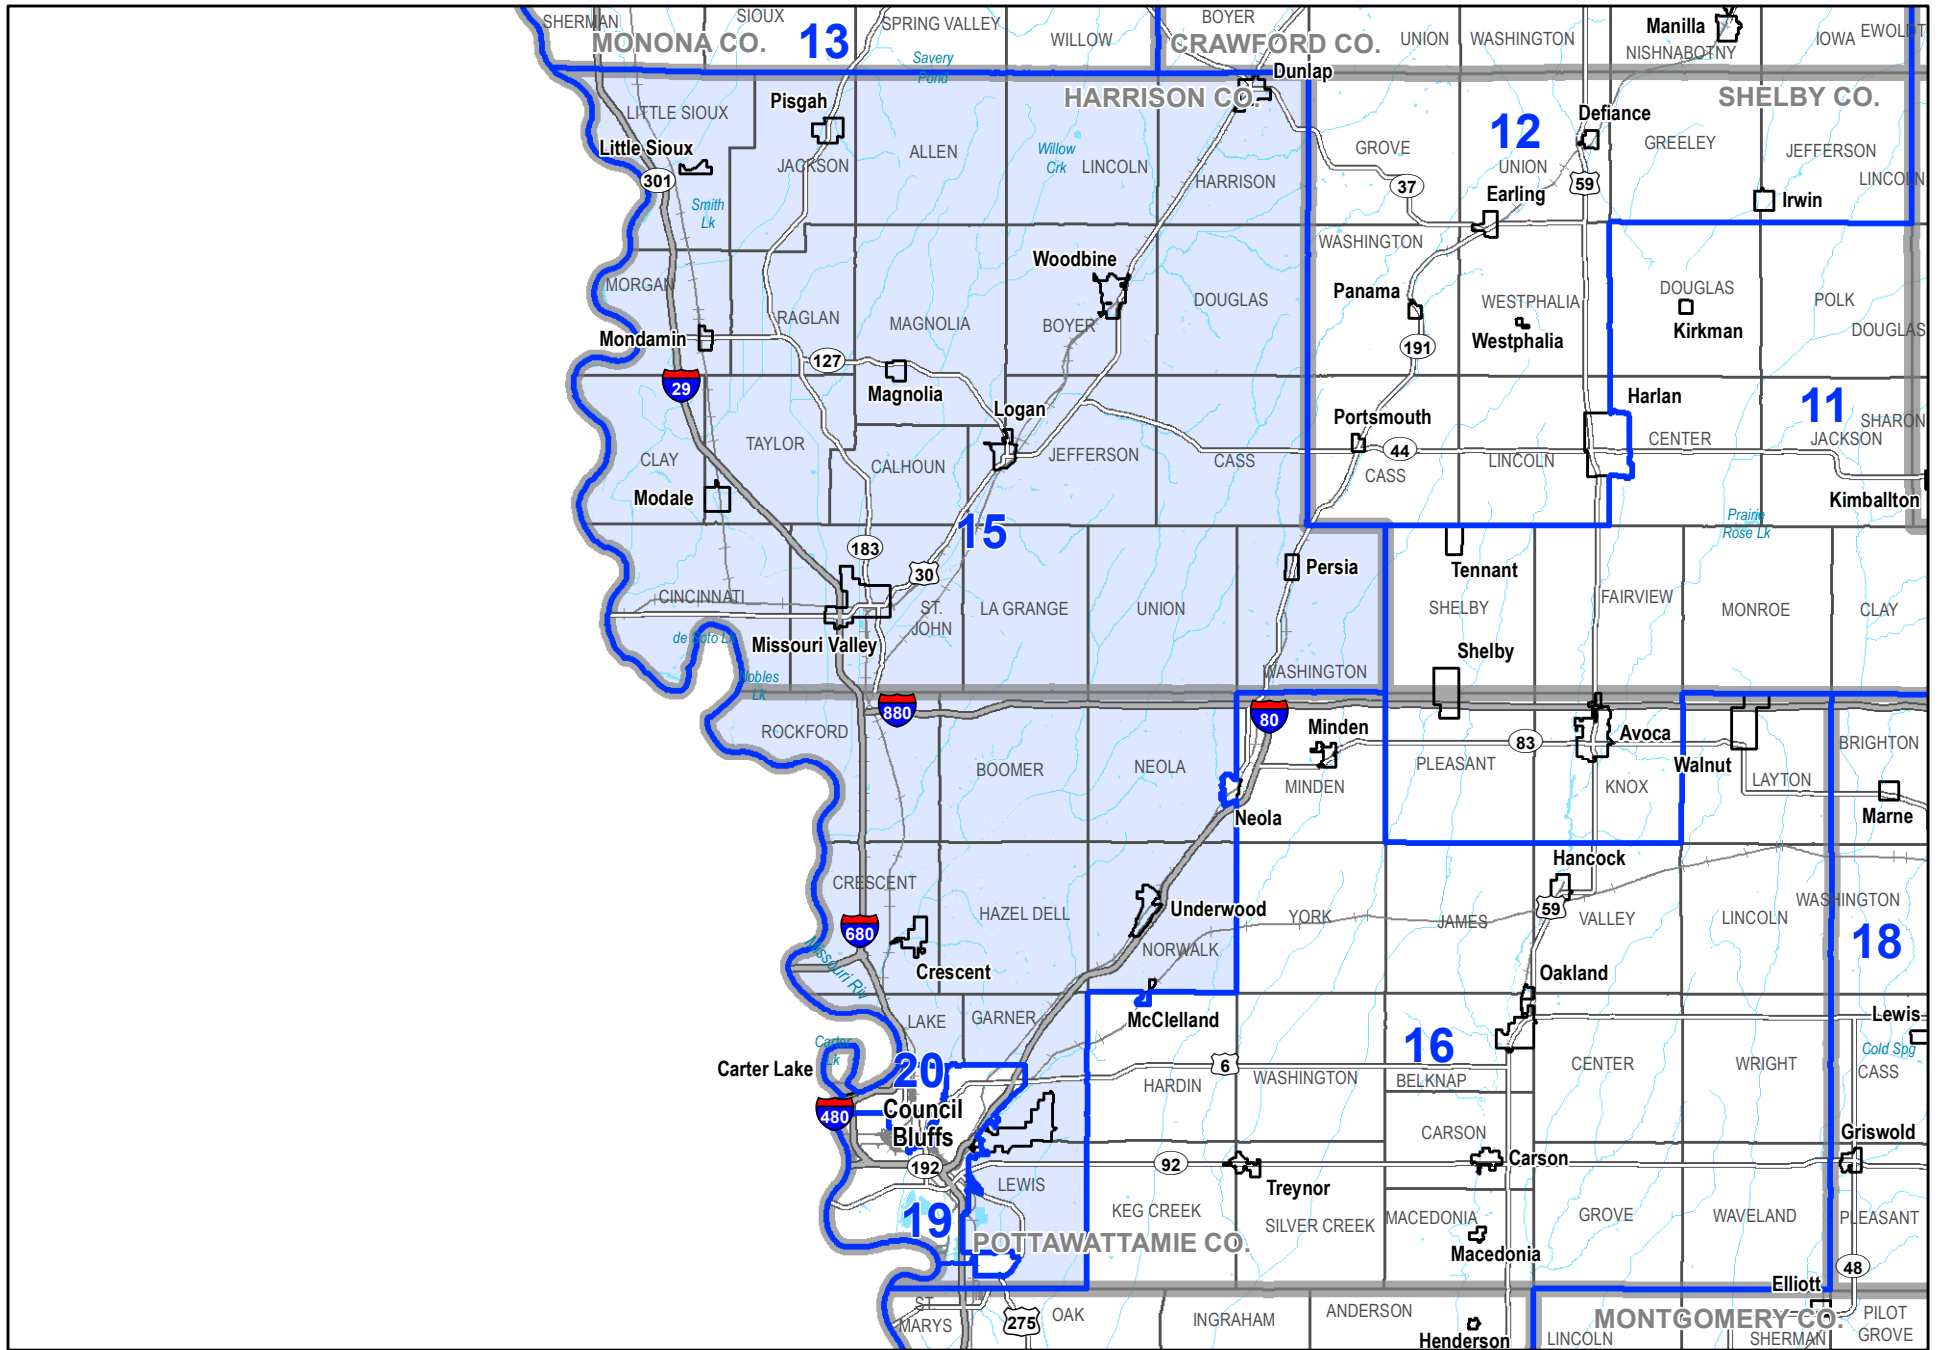 SHERMAN
SIOUX
SPRING VALLEY
WILLOW
BOYER
UNION
WASHINGTON
Manilla
NISHNABOTNY
IOWA
EWOLDT
MONONA CO.
13
CRAWFORD CO.
Savery
Pond
Dunlap
HARRISON CO.
SHELBY CO.
LITTLE SIOUX
Pisgah
12
Defiance
Little Sioux
JACKSON
ALLEN
Willow
Crk
LINCOLN
HARRISON
GROVE
UNION
GREELEY
JEFFERSON
LINCOLN
301
37
59
Earling
Irwin
Smith
Lk
WASHINGTON
Woodbine
MORGAN
DOUGLAS
Panama
WESTPHALIA
DOUGLAS
POLK
RAGLAN
MAGNOLIA
BOYER
Kirkman
DOUGLAS
Mondamin
Westphalia
127
191
29
Magnolia
Logan
Harlan
11
Portsmouth
SHARON
TAYLOR
CLAY
CALHOUN
JEFFERSON
CASS
44
CASS
LINCOLN
CENTER
JACKSON
Modale
Kimballton
15
Prairie
Rose Lk
183
30
Persia
Tennant
CINCINNATI
ST.
JOHN
LA GRANGE
UNION
SHELBY
FAIRVIEW
MONROE
CLAY
de Soto Lk
Missouri Valley
Shelby
WASHINGTON
Nobles
Lk
880
80
ROCKFORD
Minden
83
Avoca
BRIGHTON
BOOMER
NEOLA
MINDEN
PLEASANT
KNOX
Walnut
LAYTON
Neola
Marne
Hancock
CRESCENT
HAZEL DELL
Underwood
YORK
JAMES
59
VALLEY
LINCOLN
WASHINGTON
680
NORWALK
18
Missouri Riv
Crescent
Oakland
McClelland
LAKE
GARNER
Lewis
Carter
Lk
16
Cold Spg
Carter Lake
20
6
HARDIN
WASHINGTON
BELKNAP
CENTER
WRIGHT
CASS
480
Council
Bluffs
CARSON
Griswold
192
92
Carson
Treynor
LEWIS
19
KEG CREEK
SILVER CREEK
MACEDONIA
GROVE
WAVELAND
PLEASANT
POTTAWATTAMIE CO.
Macedonia
48
Elliott
ST.
MARYS
275
OAK
INGRAHAM
ANDERSON
MONTGOMERY CO.
PILOT
GROVE
Henderson
LINCOLN
SHERMAN